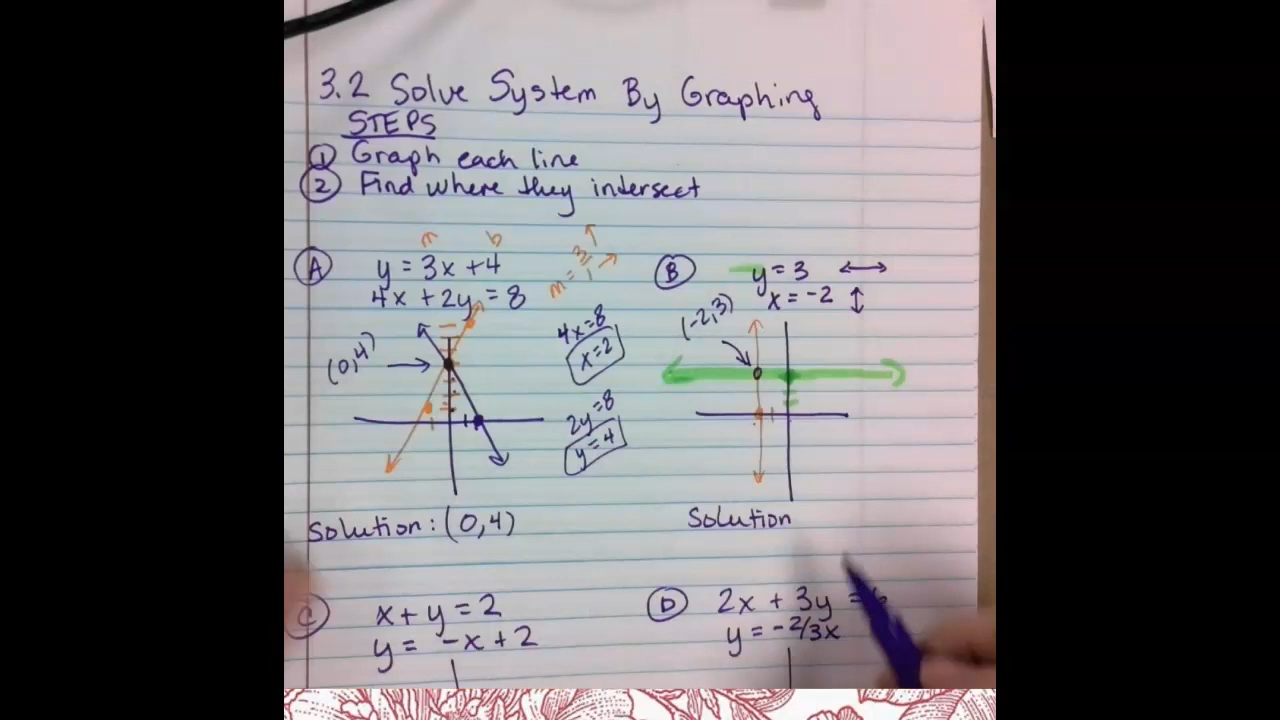 3.2 Solve System By Graphing
STEPS
① Graph each line
② Find where they intersect
Ⓐ
m b
y = 3x + 4
4x + 2y = 8
m = 3/1
4x = 8
x = 2
2y = 8
y = 4
(0,4)
Solution: (0,4)
Ⓑ
y = 3
x = -2
(-2,3)
Solution
Ⓒ
x + y = 2
y = -x + 2
Ⓓ
2x + 3y = 6
y = -2/3x